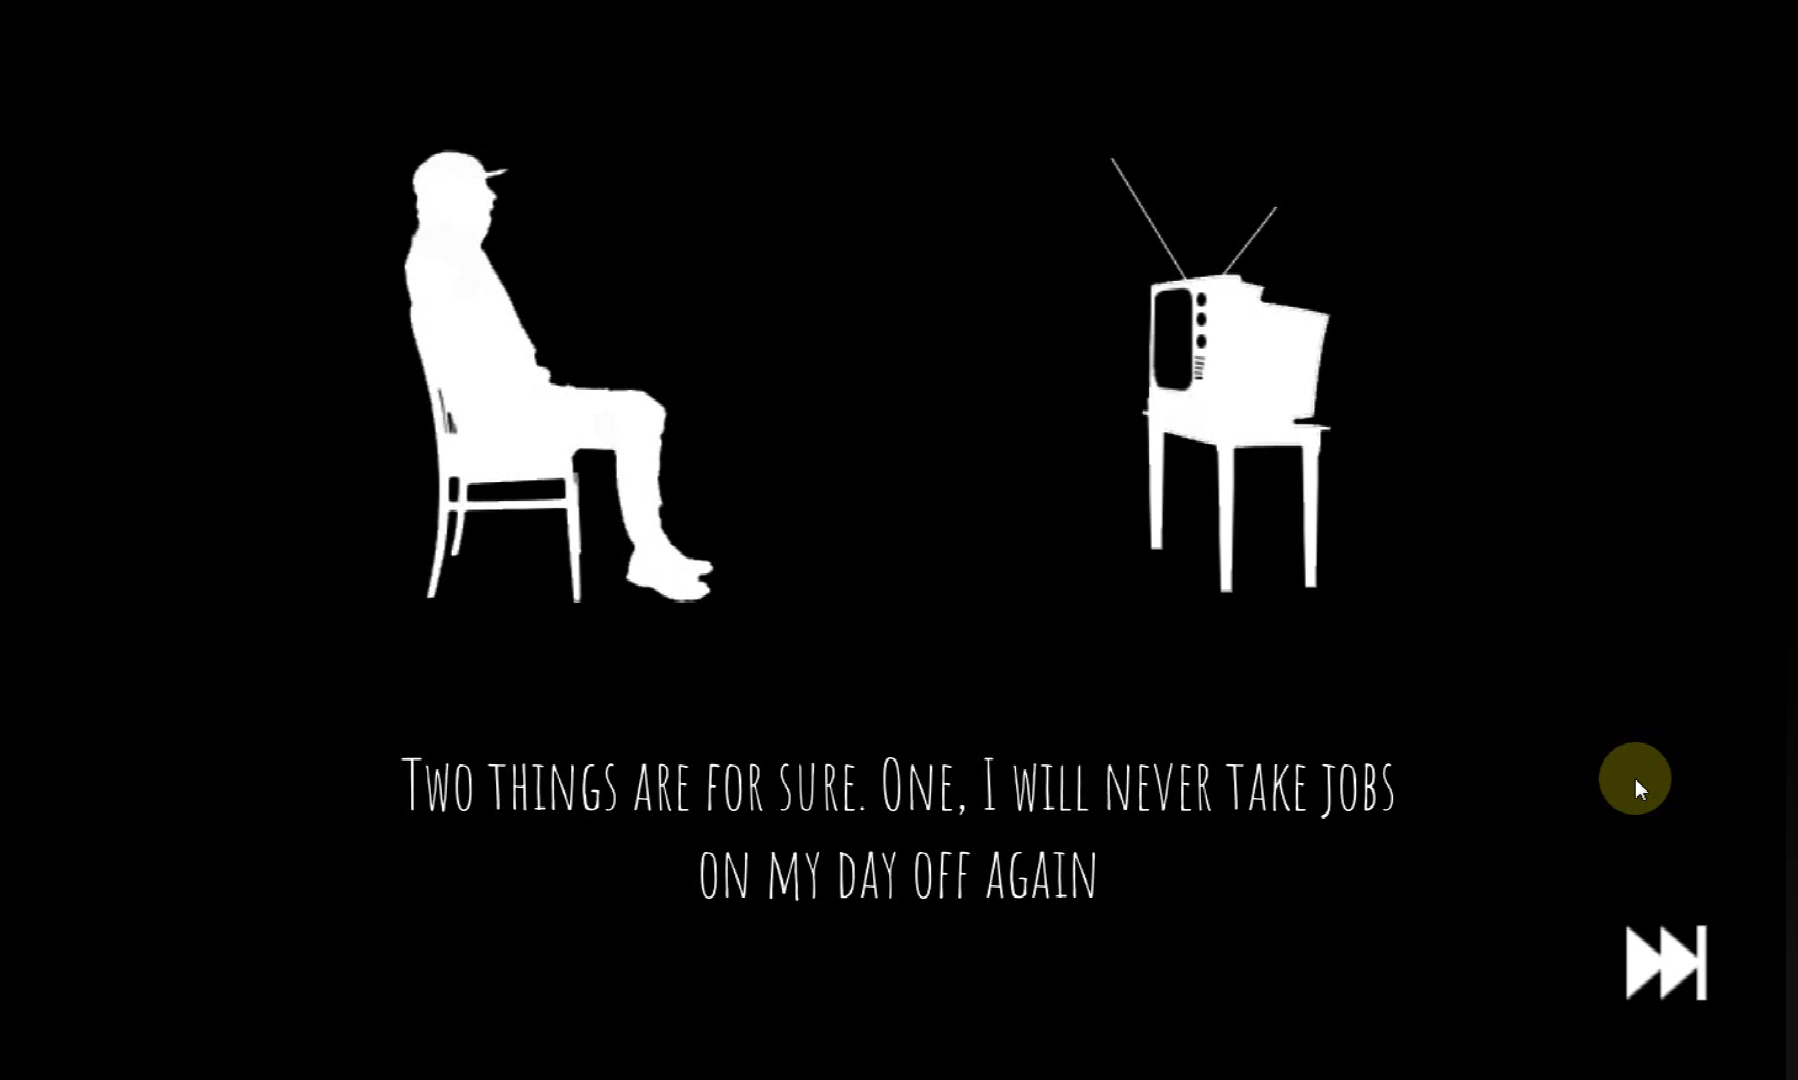 Two things are for sure. One, I will never take jobs
on my day off again